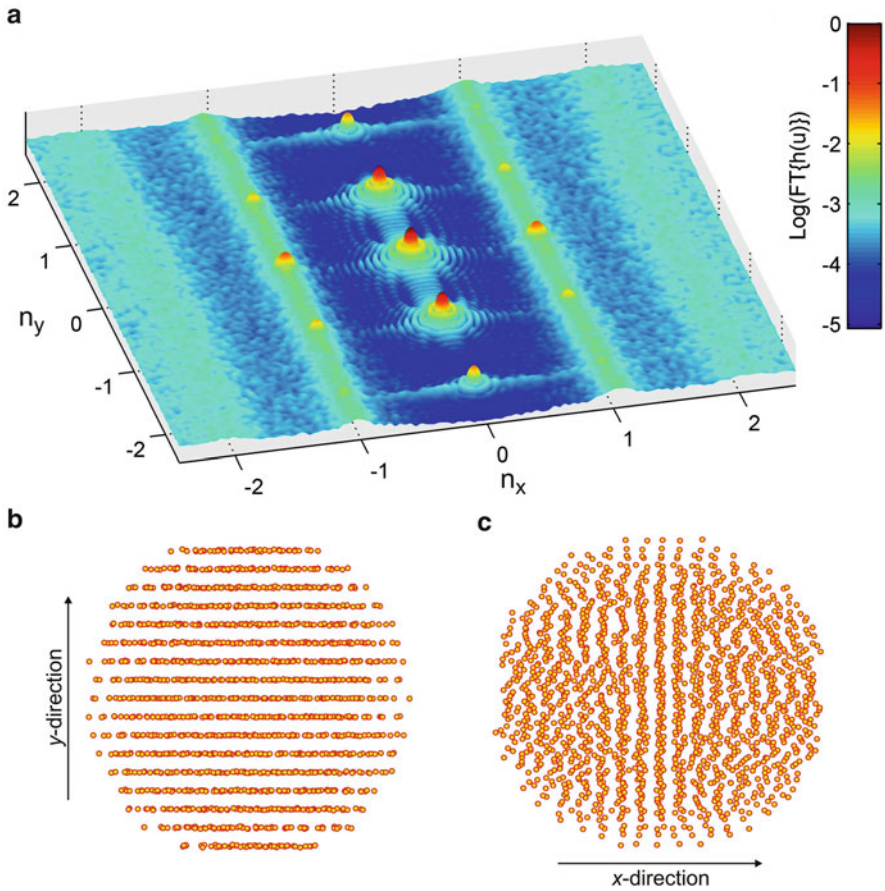 a
0
-1
-2
-3
-4
-5
Log(FT{h(u)})
2
1
0
-1
-2
n_y
-2
-1
0
1
2
n_x
b
y-direction
c
x-direction